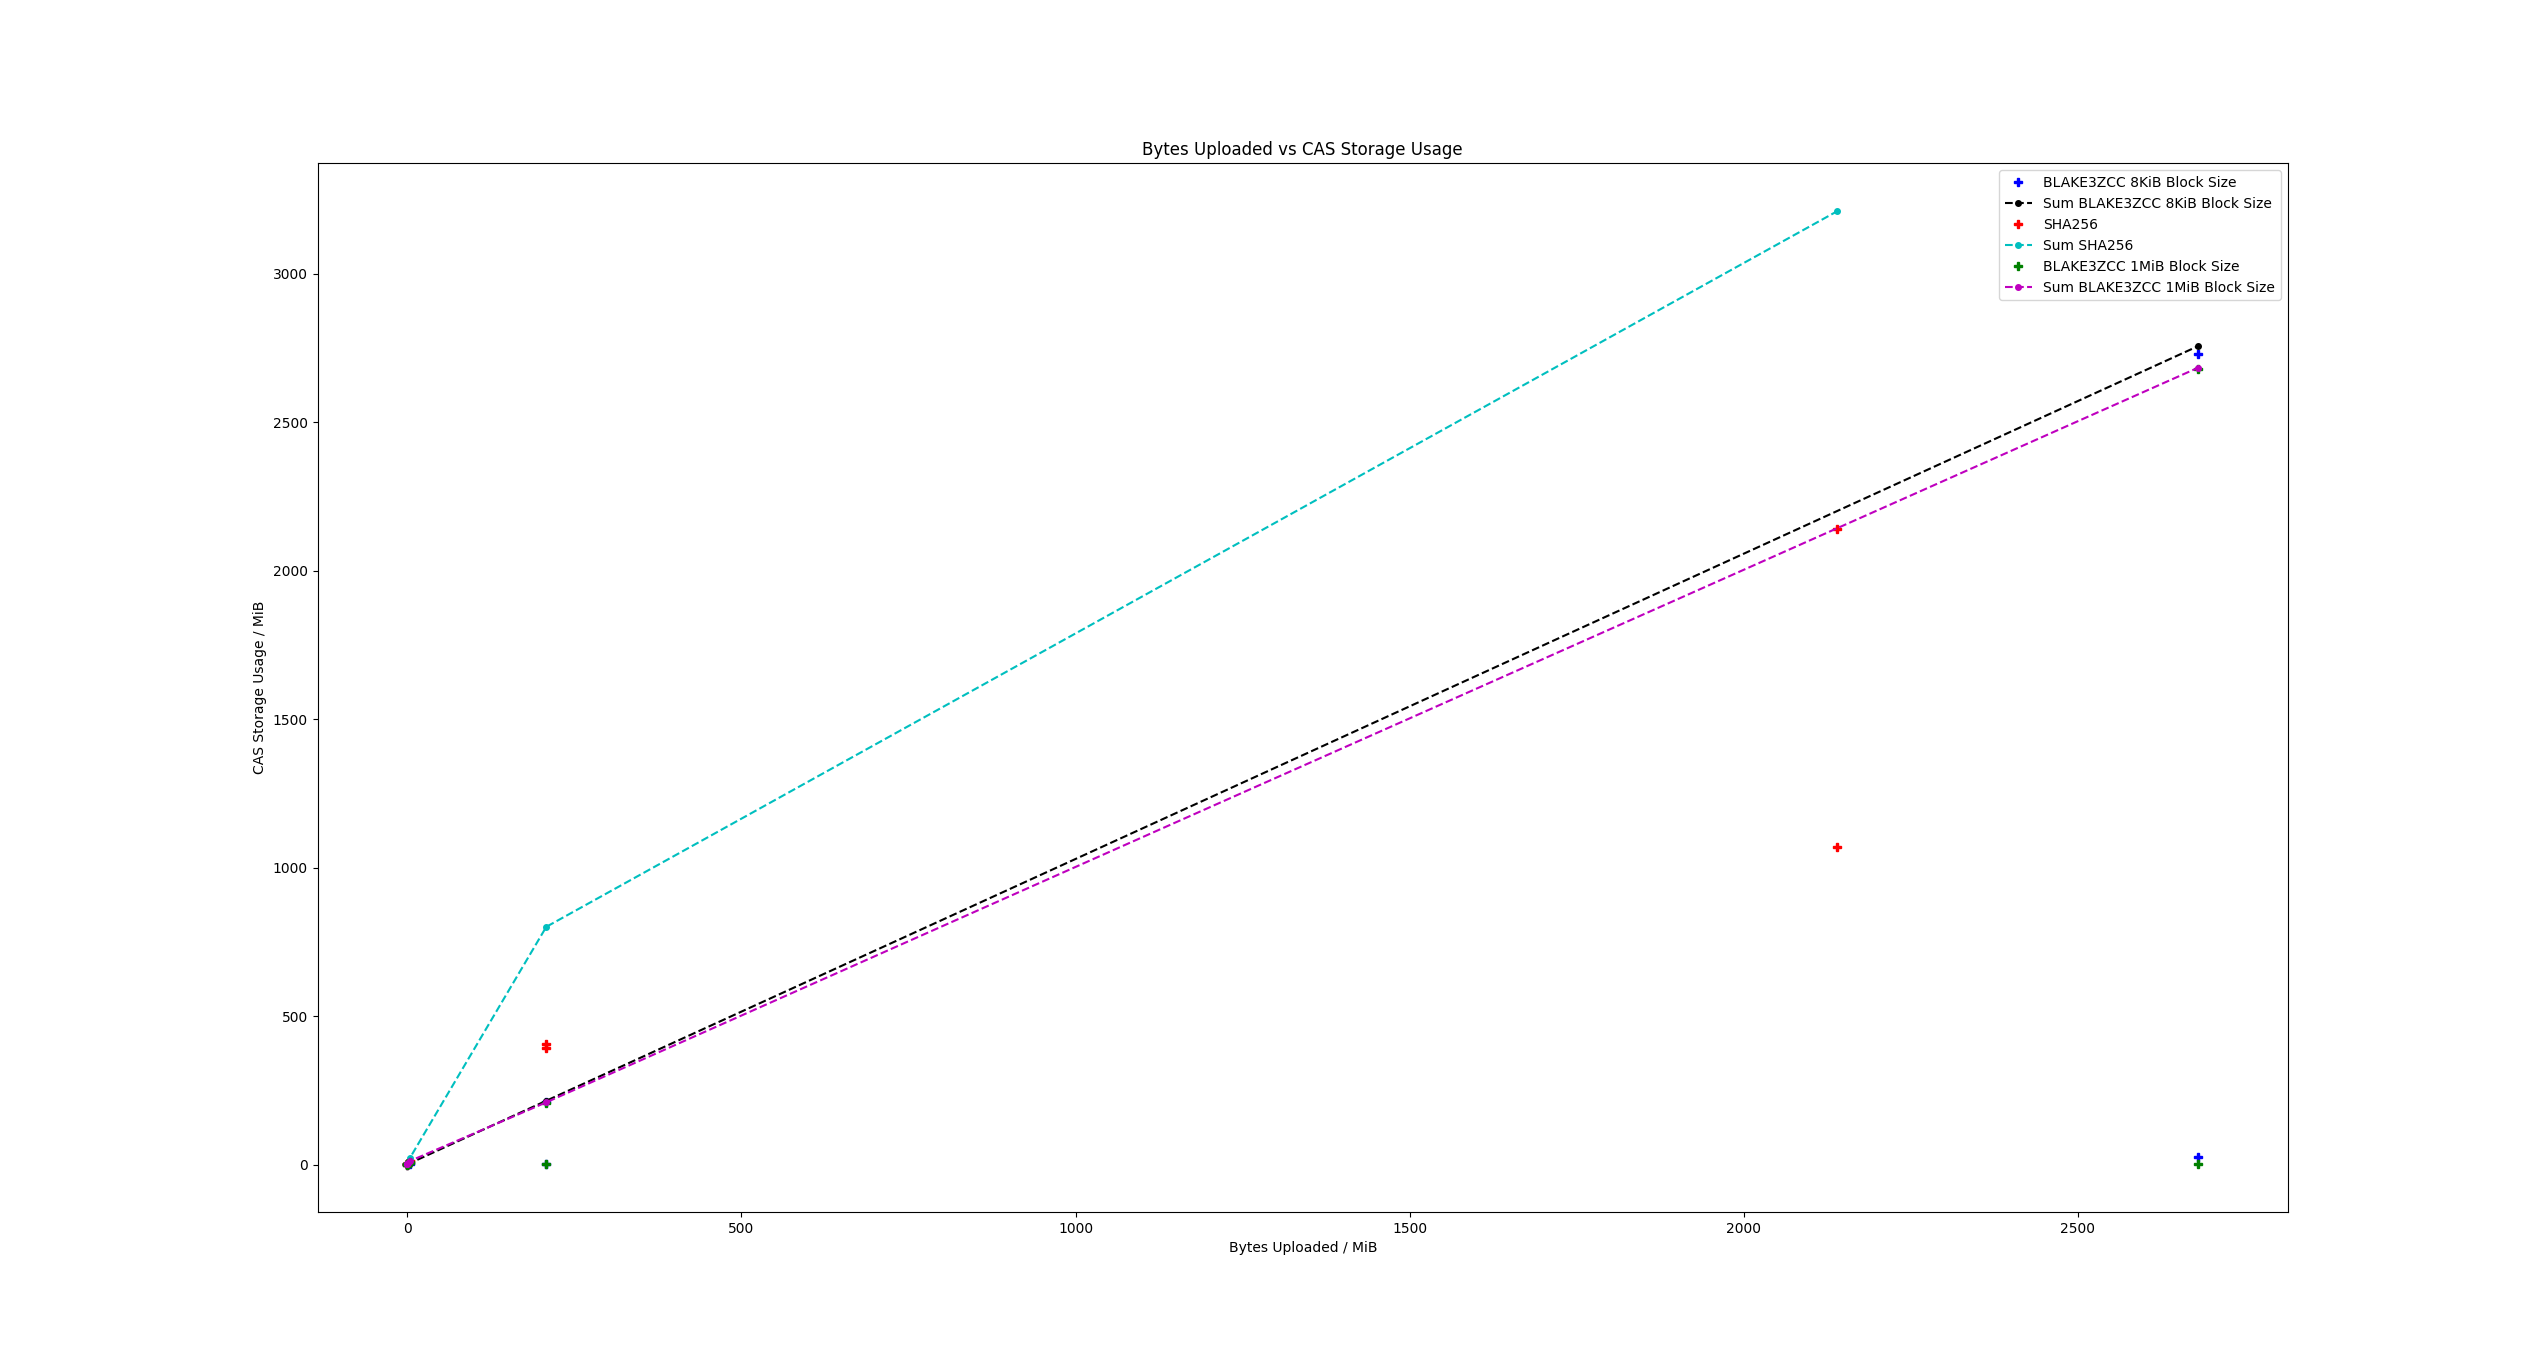 Bytes Uploaded vs CAS Storage Usage
BLAKE3ZCC 8KiB Block Size
Sum BLAKE3ZCC 8KiB Block Size
SHA256
Sum SHA256
BLAKE3ZCC 1MiB Block Size
Sum BLAKE3ZCC 1MiB Block Size
CAS Storage Usage / MiB
3000
2500
2000
1500
1000
500
0
0 500 1000 1500 2000 2500
Bytes Uploaded / MiB